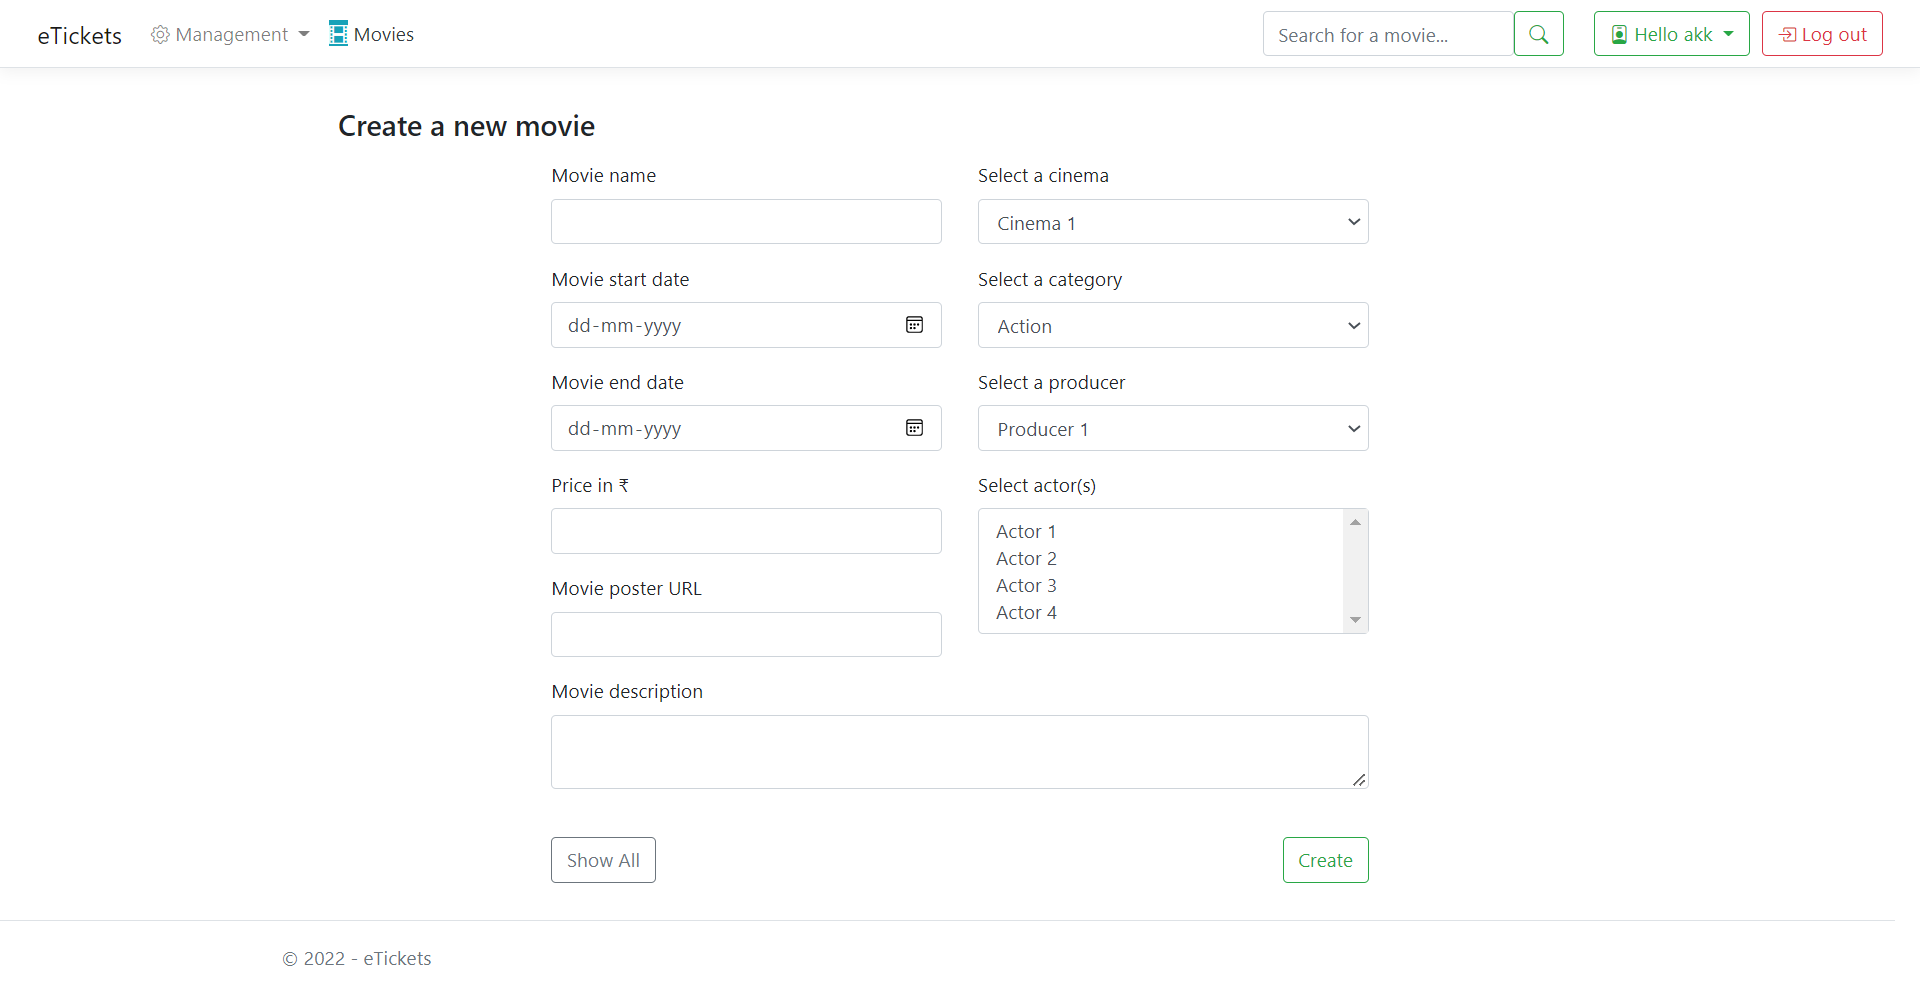 eTickets Management Movies Search for a movie... Hello akk Log out
Create a new movie
Movie name
Select a cinema
Cinema 1
Movie start date
Select a category
dd-mm-yyyy
Action
Movie end date
Select a producer
dd-mm-yyyy
Producer 1
Price in ₹
Select actor(s)
Actor 1
Actor 2
Actor 3
Actor 4
Movie poster URL
Movie description
Show All
Create
© 2022 - eTickets